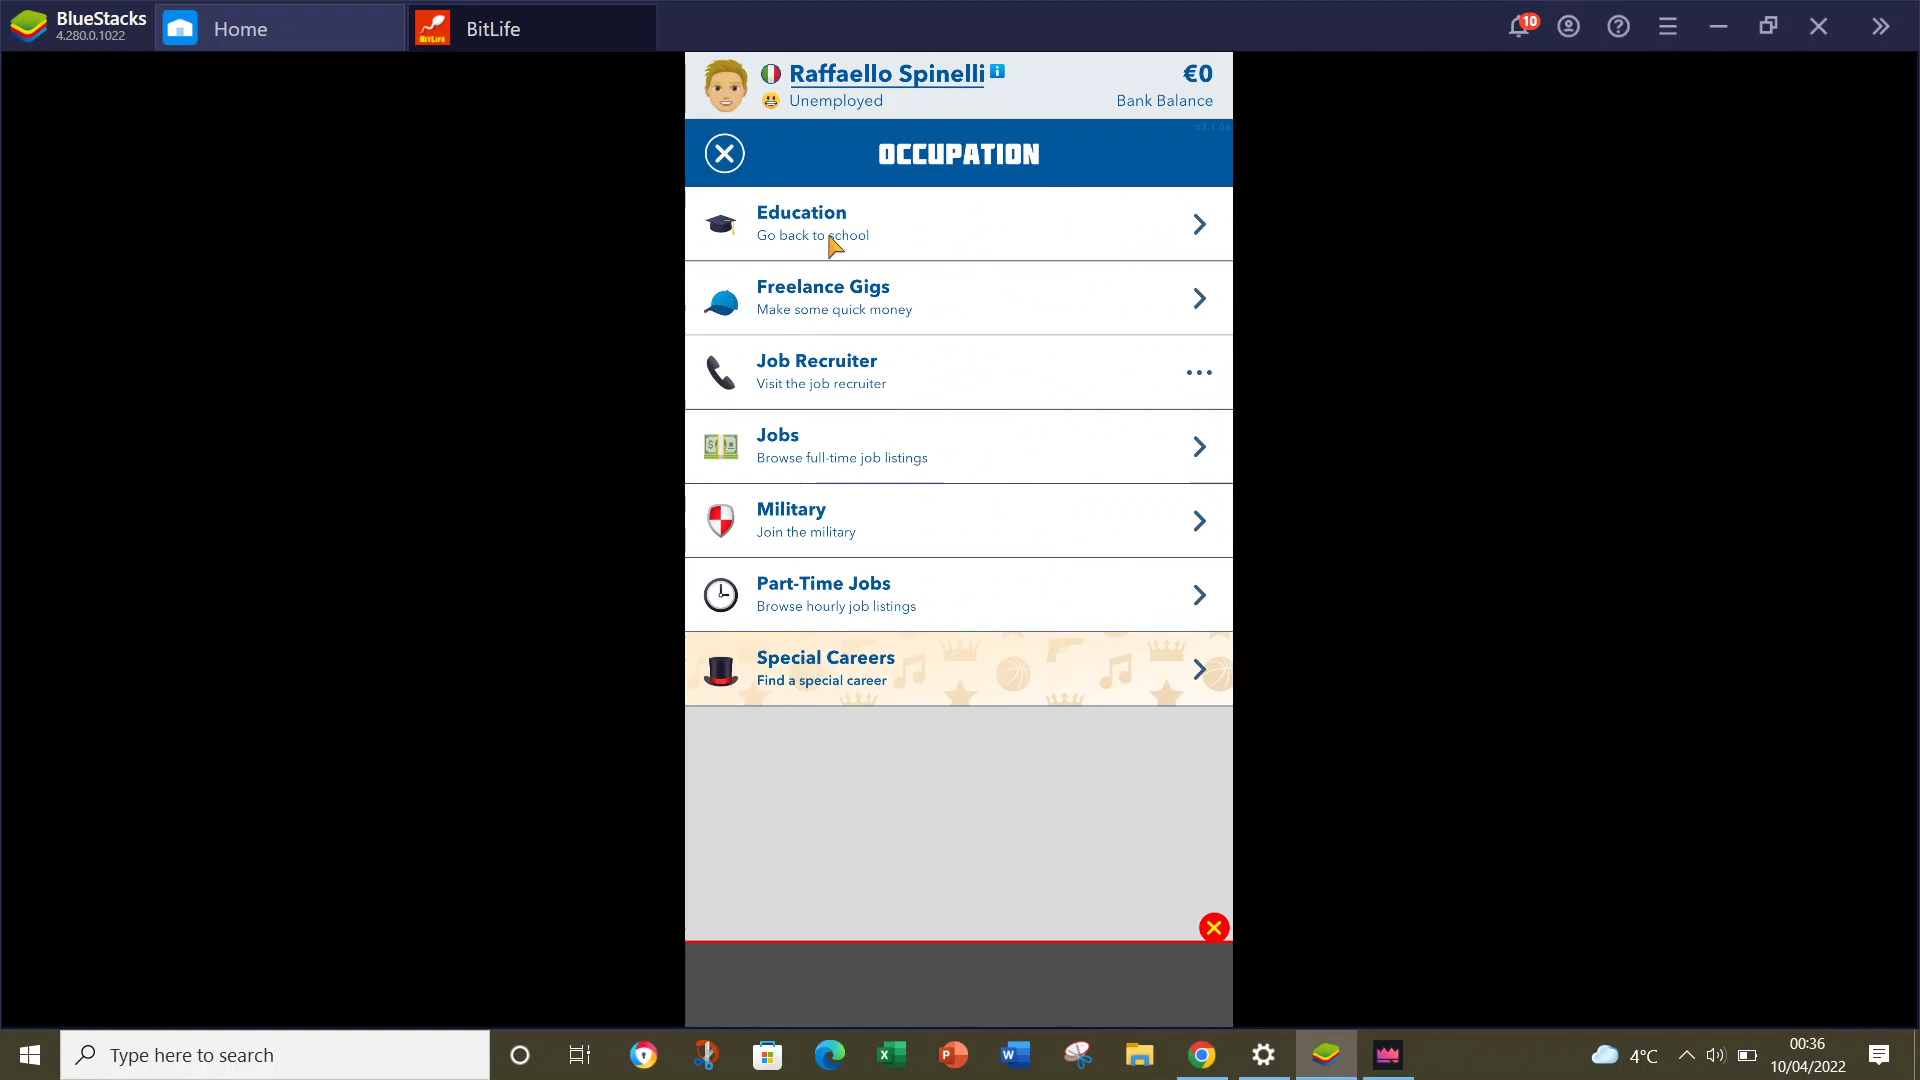 BlueStacks
4.280.0.1022
Home
BitLife
BITLIFE
10
Raffaello Spinelli
€0
Unemployed
Bank Balance
OCCUPATION
Education
Go back to school
Freelance Gigs
Make some quick money
Job Recruiter
Visit the job recruiter
Jobs
Browse full-time job listings
Military
Join the military
Part-Time Jobs
Browse hourly job listings
Special Careers
Find a special career
Type here to search
4°C
00:36
10/04/2022